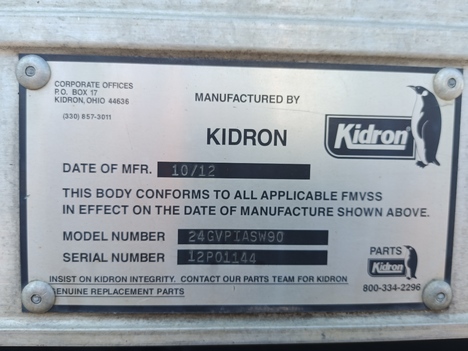 CORPORATE OFFICES
P.O. BOX 17
KIDRON, OHIO 44636
(330) 857-3011
MANUFACTURED BY
KIDRON
Kidron
DATE OF MFR. 10/12
THIS BODY CONFORMS TO ALL APPLICABLE FMVSS
IN EFFECT ON THE DATE OF MANUFACTURE SHOWN ABOVE.
MODEL NUMBER 24GVPIASW90
SERIAL NUMBER 12P01144
PARTS
Kidron
800-334-2296
INSIST ON KIDRON INTEGRITY. CONTACT OUR PARTS TEAM FOR KIDRON
GENUINE REPLACEMENT PARTS